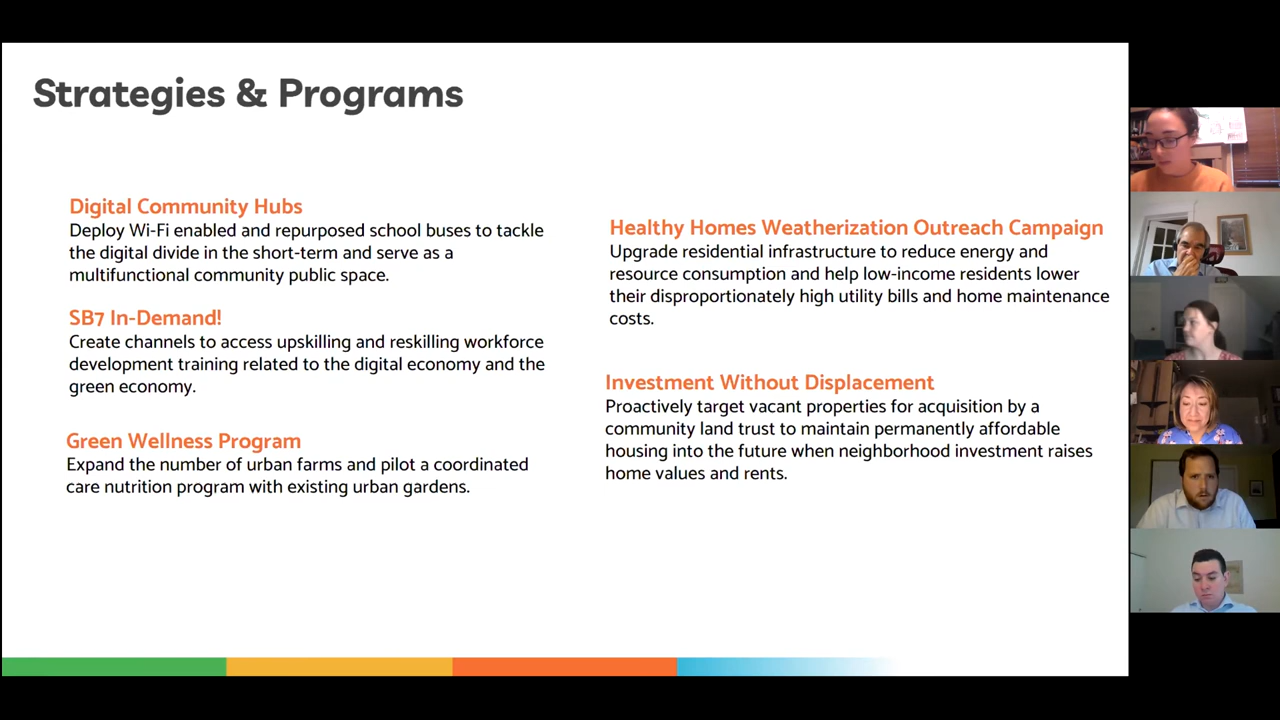 Strategies & Programs
Digital Community Hubs
Deploy Wi-Fi enabled and repurposed school buses to tackle
the digital divide in the short-term and serve as a
multifunctional community public space.
SB7 In-Demand!
Create channels to access upskilling and reskilling workforce
development training related to the digital economy and the
green economy.
Green Wellness Program
Expand the number of urban farms and pilot a coordinated
care nutrition program with existing urban gardens.
Healthy Homes Weatherization Outreach Campaign
Upgrade residential infrastructure to reduce energy and
resource consumption and help low-income residents lower
their disproportionately high utility bills and home maintenance
costs.
Investment Without Displacement
Proactively target vacant properties for acquisition by a
community land trust to maintain permanently affordable
housing into the future when neighborhood investment raises
home values and rents.